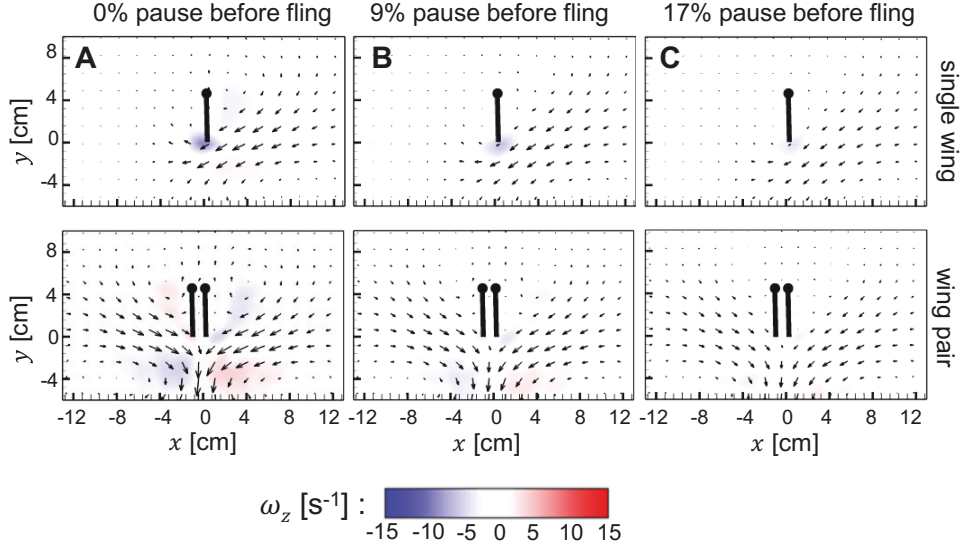 0% pause before fling
9% pause before fling
17% pause before fling
A
B
C
single wing
y [cm]
8
4
0
-4
wing pair
y [cm]
8
4
0
-4
-12 -8 -4 0 4 8 12
-12 -8 -4 0 4 8 12
-12 -8 -4 0 4 8 12
x [cm]
x [cm]
x [cm]
ω_z [s⁻¹] :
-15 -10 -5 0 5 10 15